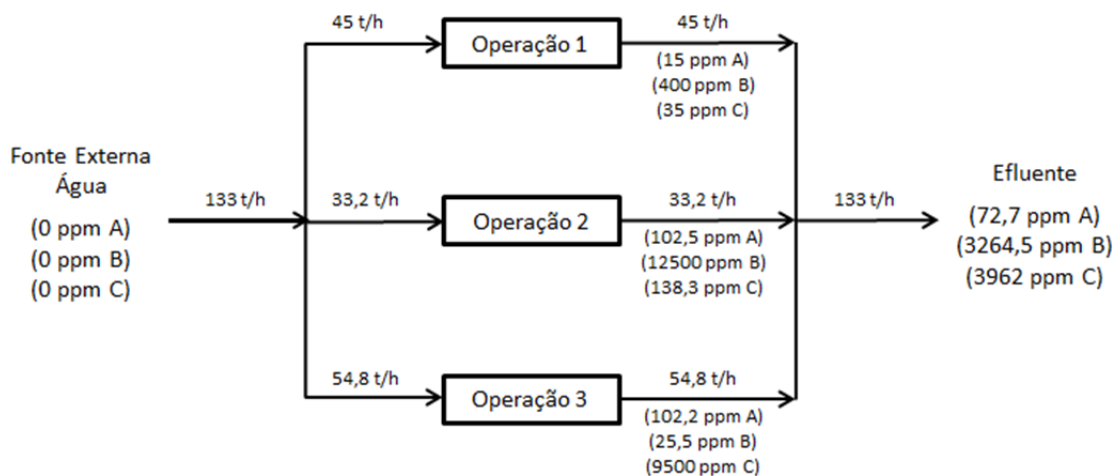 45 t/h
Operação 1
45 t/h
(15 ppm A)
(400 ppm B)
(35 ppm C)
Fonte Externa
Água
(0 ppm A)
(0 ppm B)
(0 ppm C)
133 t/h
33,2 t/h
Operação 2
33,2 t/h
(102,5 ppm A)
(12500 ppm B)
(138,3 ppm C)
133 t/h
Efluente
(72,7 ppm A)
(3264,5 ppm B)
(3962 ppm C)
54,8 t/h
Operação 3
54,8 t/h
(102,2 ppm A)
(25,5 ppm B)
(9500 ppm C)